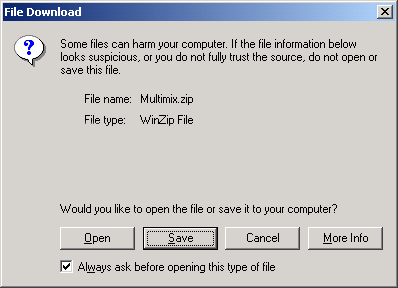 File Download
Some files can harm your computer. If the file information below
looks suspicious, or you do not fully trust the source, do not open or
save this file.
File name: Multimix.zip
File type: WinZip File
Would you like to open the file or save it to your computer?
Open Save Cancel More Info
Always ask before opening this type of file